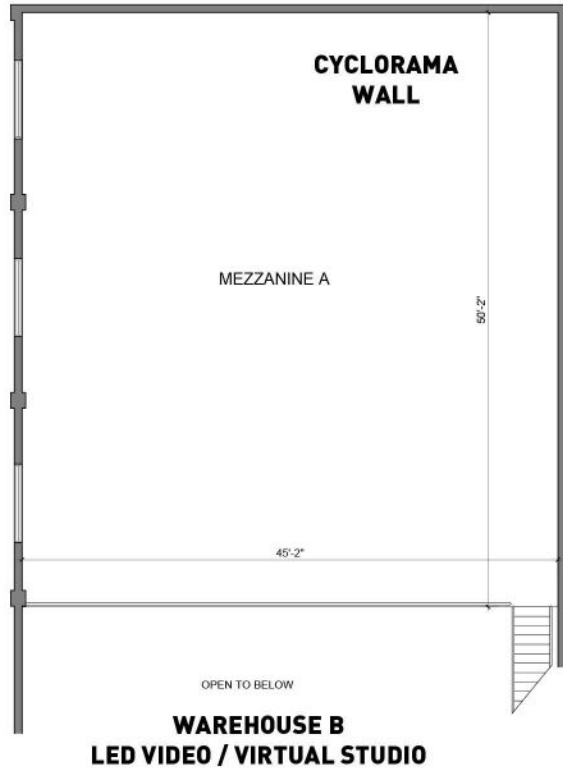 CYCLORAMA
WALL
MEZZANINE A
50'-2"
45'-2"
OPEN TO BELOW
WAREHOUSE B
LED VIDEO / VIRTUAL STUDIO